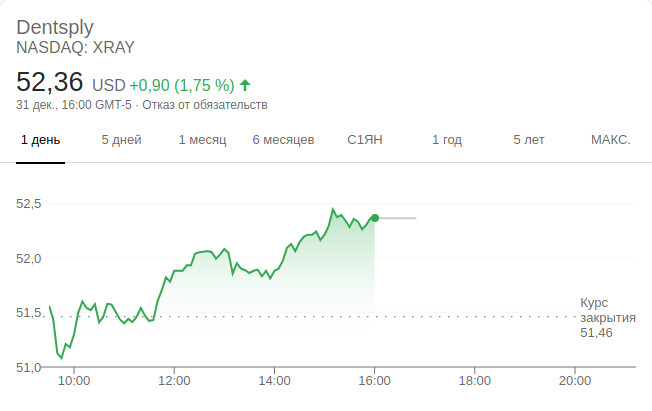 Dentsply
NASDAQ: XRAY
52,36 USD +0,90 (1,75 %)
31 дек., 16:00 GMT-5 · Отказ от обязательств
1 день 5 дней 1 месяц 6 месяцев С1ЯН 1 год 5 лет МАКС.
52,5
52,0
51,5
Курс
закрытия
51,46
51,0
10:00 12:00 14:00 16:00 18:00 20:00